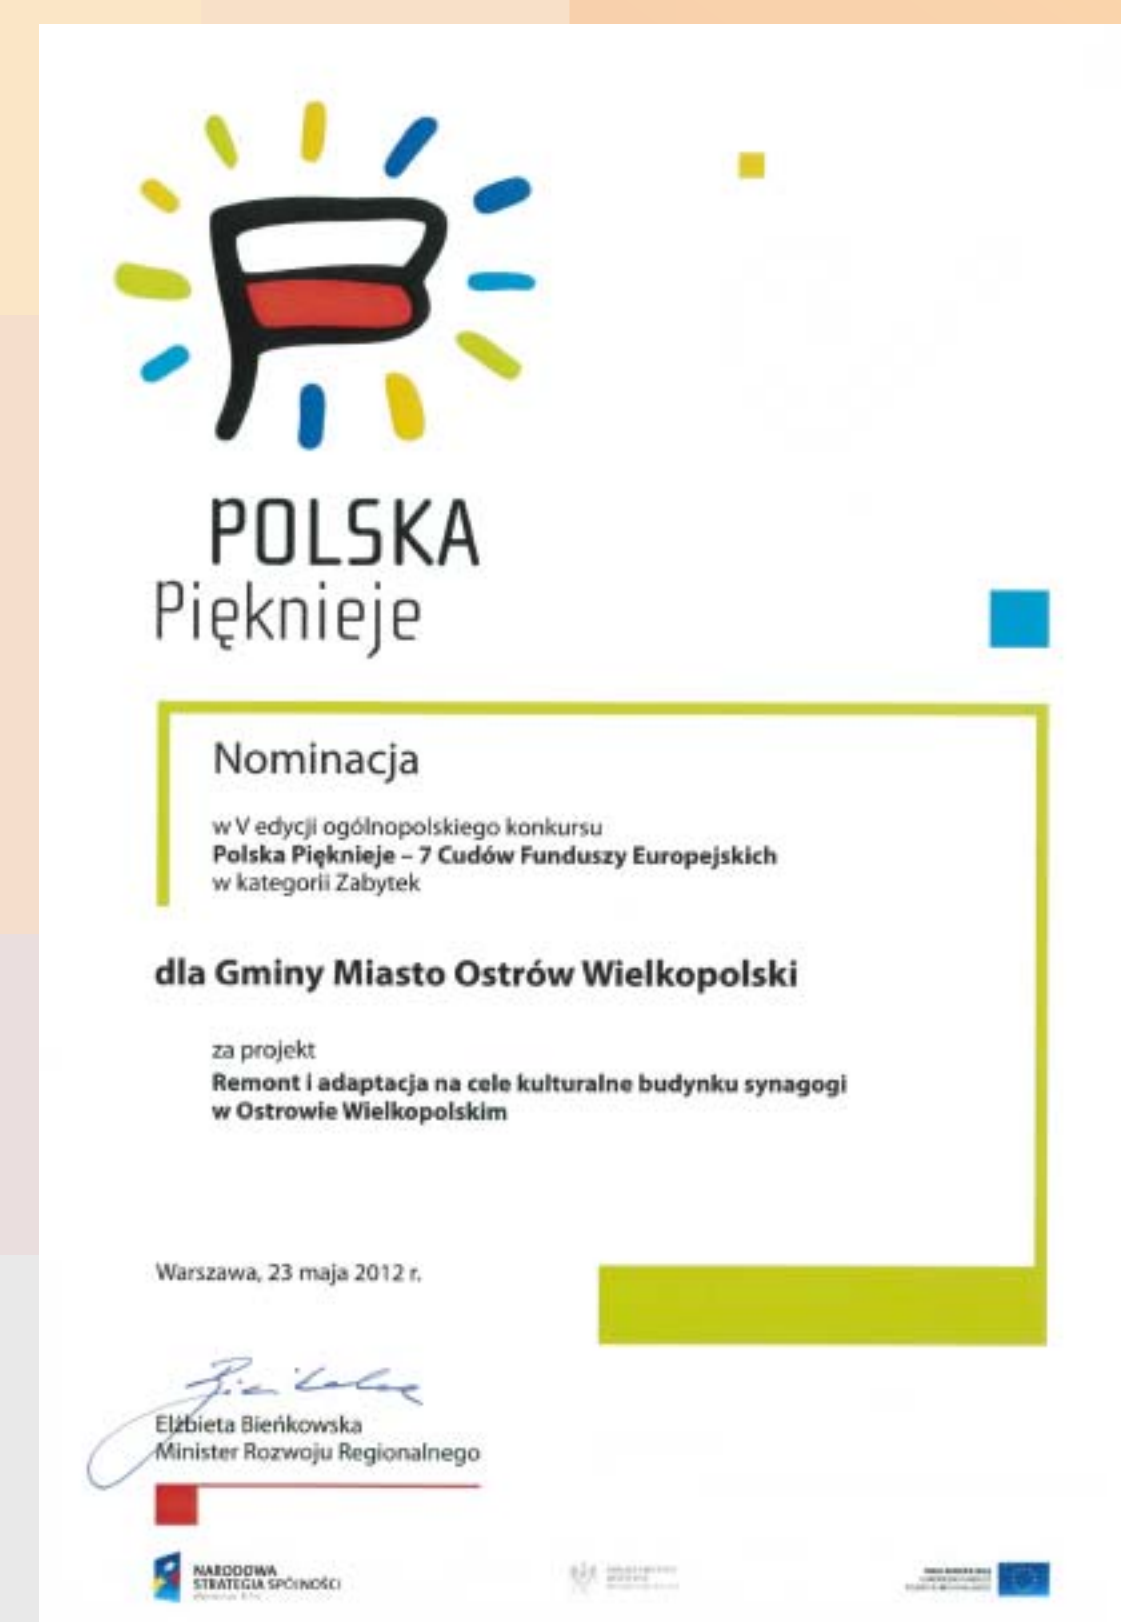 POLSKA
Pięknieje
Nominacja
w V edycji ogólnopolskiego konkursu
Polska Pięknieje – 7 Cudów Funduszy Europejskich
w kategorii Zabytek
dla Gminy Miasto Ostrów Wielkopolski
za projekt
Remont i adaptacja na cele kulturalne budynku synagogi
w Ostrowie Wielkopolskim
Warszawa, 23 maja 2012 r.
Elżbieta Bieńkowska
Minister Rozwoju Regionalnego
NARODOWA
STRATEGIA SPÓJNOŚCI